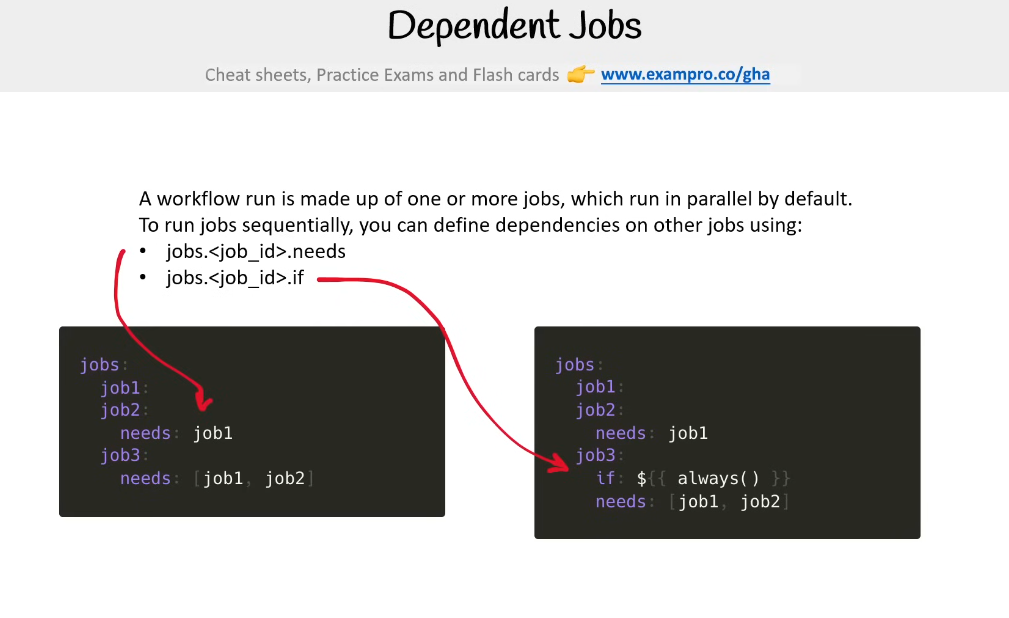 Dependent Jobs
Cheat sheets, Practice Exams and Flash cards 👉 www.exampro.co/gha
A workflow run is made up of one or more jobs, which run in parallel by default.
To run jobs sequentially, you can define dependencies on other jobs using:
• jobs.<job_id>.needs
• jobs.<job_id>.if
jobs:
  job1:
  job2:
    needs: job1
  job3:
    needs: [job1, job2]
jobs:
  job1:
  job2:
    needs: job1
  job3:
    if: ${{ always() }}
    needs: [job1, job2]